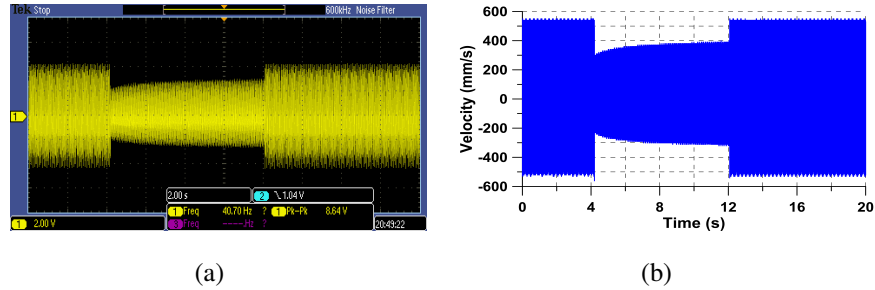 Tek Stop
600kHz Noise Filter
1
2.00 s
2 1.04 V
1 Freq 40.70 Hz ? 1 Pk-Pk 8.64 V
3 Freq --.--Hz ?
1 2.00 V
20:49:22
(a)
600
400
200
0
-200
-400
-600
Velocity (mm/s)
0 4 8 12 16 20
Time (s)
(b)